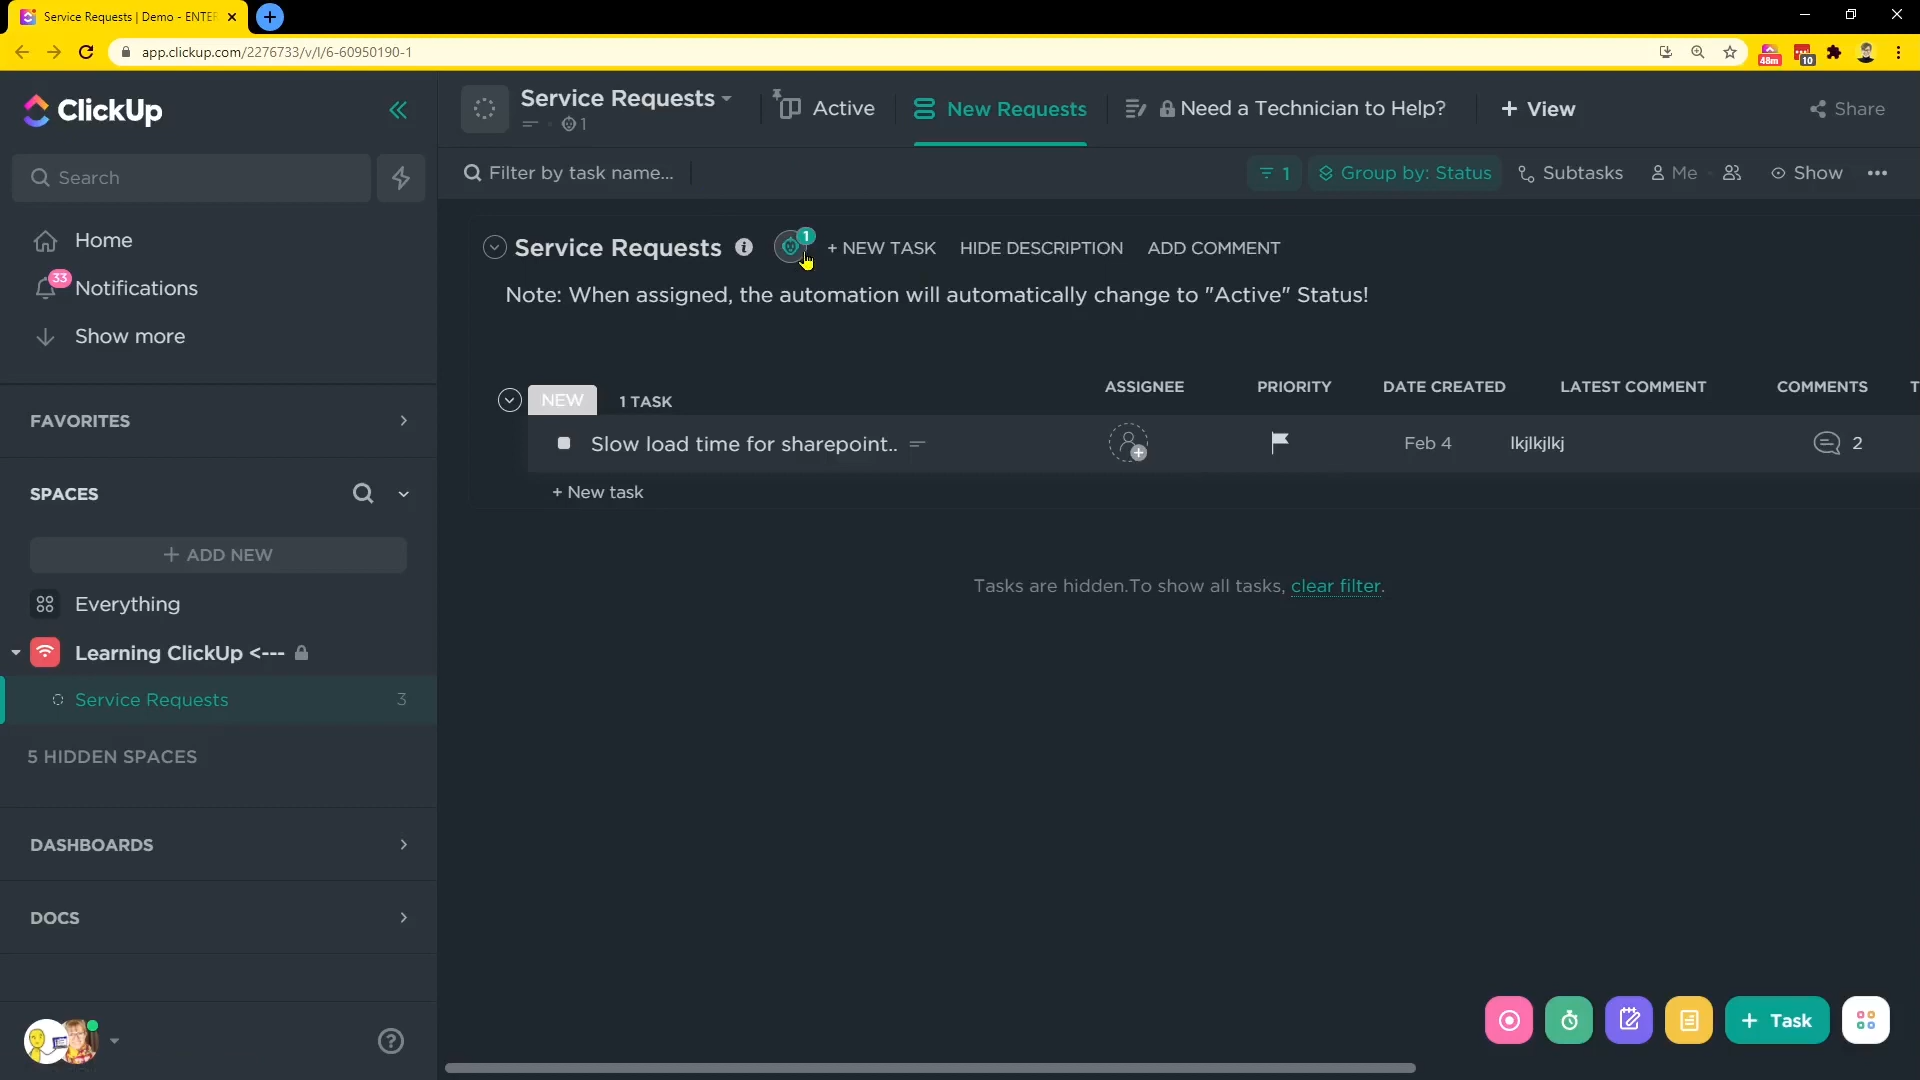 Service Requests | Demo - ENTE
app.clickup.com/2276733/v/l/6-60950190-1
48m
10
ClickUp
Service Requests
1
Active
New Requests
Need a Technician to Help?
+ View
Share
Search
Filter by task name...
1
Group by: Status
Subtasks
Me
Show
Home
33
Notifications
Show more
Service Requests
1
+ NEW TASK
HIDE DESCRIPTION
ADD COMMENT
Note: When assigned, the automation will automatically change to "Active" Status!
NEW
1 TASK
ASSIGNEE
PRIORITY
DATE CREATED
LATEST COMMENT
COMMENTS
T
Slow load time for sharepoint..
Feb 4
lkjlkjlkj
2
+ New task
Tasks are hidden.To show all tasks, clear filter.
FAVORITES
SPACES
+ ADD NEW
Everything
Learning ClickUp <---
Service Requests
3
5 HIDDEN SPACES
DASHBOARDS
DOCS
+ Task